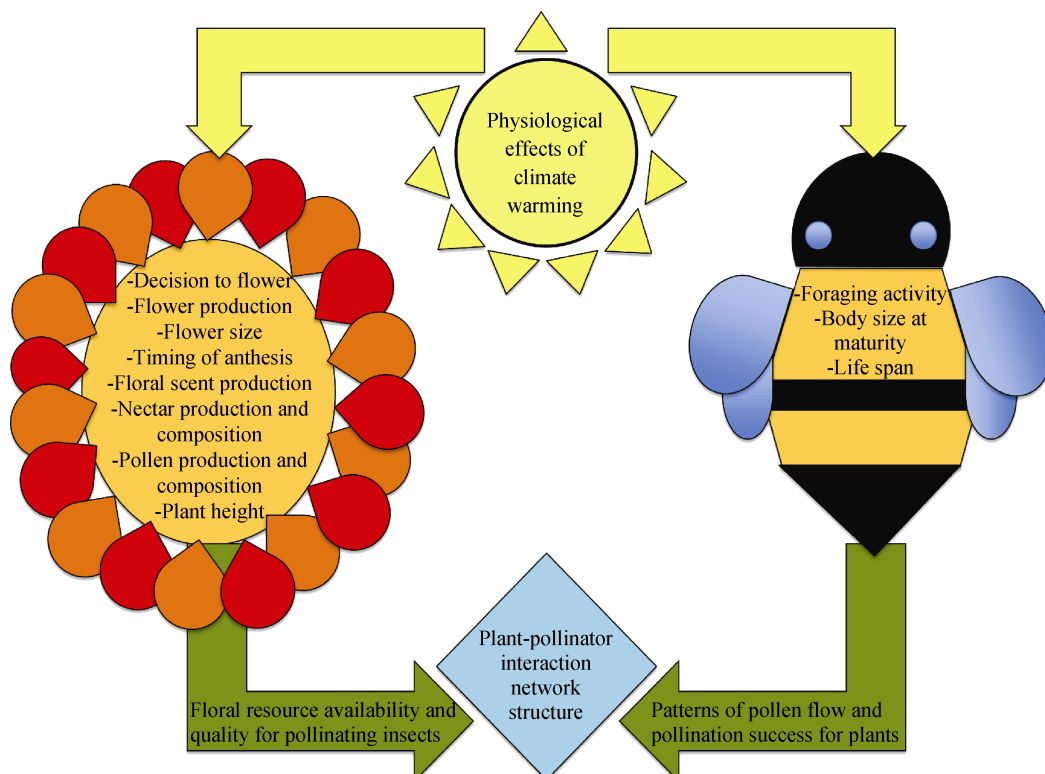 Physiological
effects of
climate
warming
-Decision to flower
-Flower production
-Flower size
-Timing of anthesis
-Floral scent production
-Nectar production and
composition
-Pollen production and
composition
-Plant height
-Foraging activity
-Body size at
maturity
-Life span
Plant-pollinator
interaction
network
structure
Floral resource availability and
quality for pollinating insects
Patterns of pollen flow and
pollination success for plants